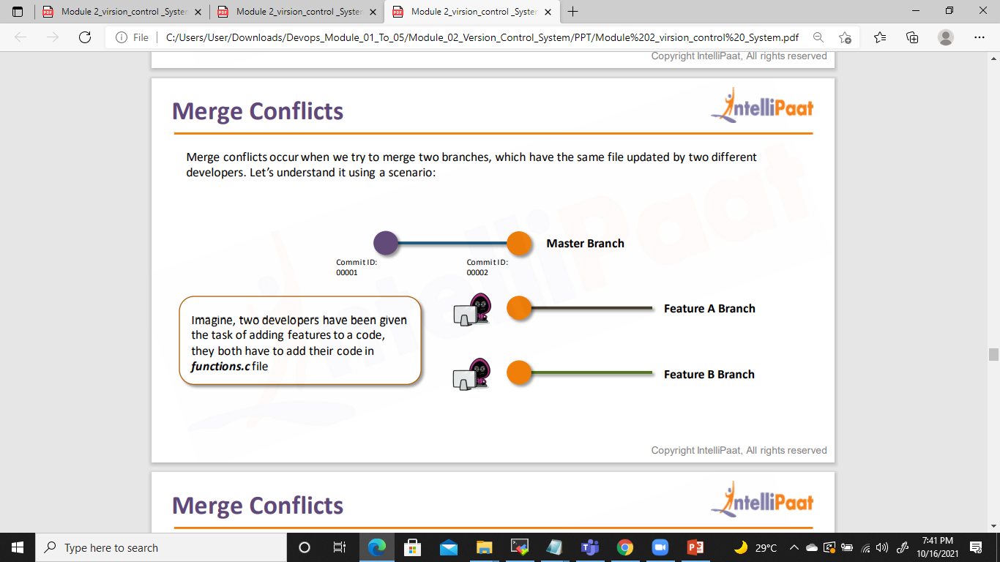 Module 2_virsion_control _System
Module 2_virsion_control _System
Module 2_virsion_control _System
File
C:/Users/User/Downloads/Devops_Module_01_To_05/Module_02_Version_Control_System/PPT/Module%202_virsion_control%20_System.pdf
Copyright IntelliPaat, All rights reserved
Merge Conflicts
IntelliPaat
Merge conflicts occur when we try to merge two branches, which have the same file updated by two different
developers. Let's understand it using a scenario:
Master Branch
Commit ID:
00001
Commit ID:
00002
Imagine, two developers have been given
the task of adding features to a code,
they both have to add their code in
functions.c file
Feature A Branch
Feature B Branch
IntelliPaat
Copyright IntelliPaat, All rights reserved
Merge Conflicts
IntelliPaat
Type here to search
29°C
7:41 PM
10/16/2021